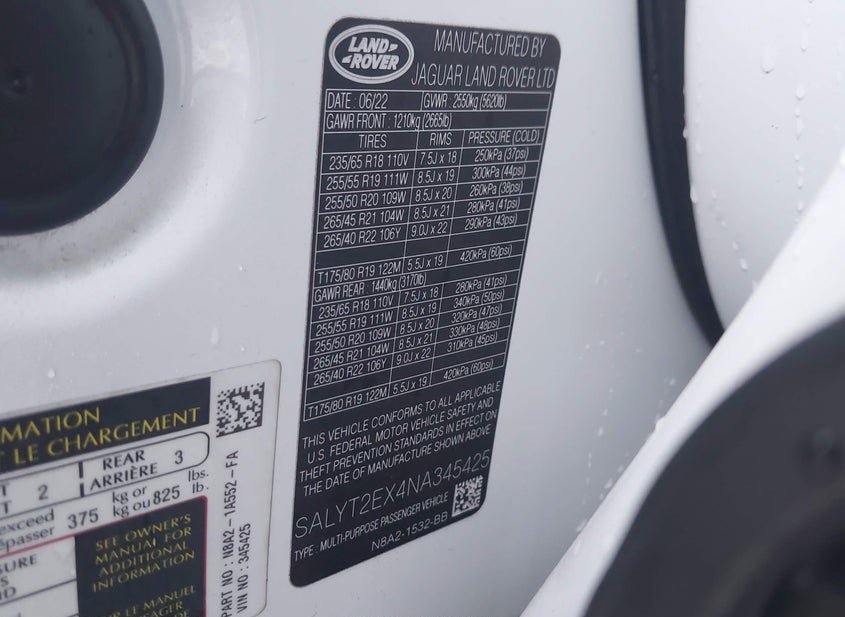 LAND-
-ROVER
MANUFACTURED BY
JAGUAR LAND ROVER LTD
DATE : 06/22 GVWR : 2550kg (5620lb)
GAWR FRONT : 1210kg (2665lb)
TIRES RIMS PRESSURE (COLD)
235/65 R18 110V 7.5J x 18 250kPa (37psi)
255/55 R19 111W 8.5J x 19 300kPa (44psi)
255/50 R20 109W 8.5J x 20 260kPa (38psi)
265/45 R21 104W 8.5J x 21 280kPa (41psi)
265/40 R22 106Y 9.0J x 22 290kPa (43psi)
T175/80 R19 122M 5.5J x 19 420kPa (60psi)
GAWR REAR : 1440kg (3170lb)
235/65 R18 110V 7.5J x 18 280kPa (41psi)
255/55 R19 111W 8.5J x 19 340kPa (50psi)
255/50 R20 109W 8.5J x 20 320kPa (47psi)
265/45 R21 104W 8.5J x 21 330kPa (48psi)
265/40 R22 106Y 9.0J x 22 310kPa (45psi)
T175/80 R19 122M 5.5J x 19 420kPa (60psi)
THIS VEHICLE CONFORMS TO ALL APPLICABLE
U.S. FEDERAL MOTOR VEHICLE SAFETY AND
THEFT PREVENTION STANDARDS IN EFFECT ON
THE DATE OF MANUFACTURE SHOWN ABOVE
SALYT2EX4NA345425
TYPE : MULTI-PURPOSE PASSENGER VEHICLE
N8A2-1532-BB
RMATION
T LE CHARGEMENT
T 2 REAR ARRIÈRE 3
exceed
épasser 375 kg or kg ou 825 lbs. lb.
SURE
SEE OWNER'S
MANUAL FOR
ADDITIONAL
INFORMATION
LE MANUEL
PART NO : N8A2-1A552-FA
VIN NO : 345425